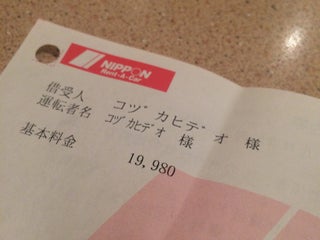 NIPPON
Rent-A-Car
借受人 コヅカヒデオ 様
運転者名 コヅカヒデオ 様
基本料金 19,980